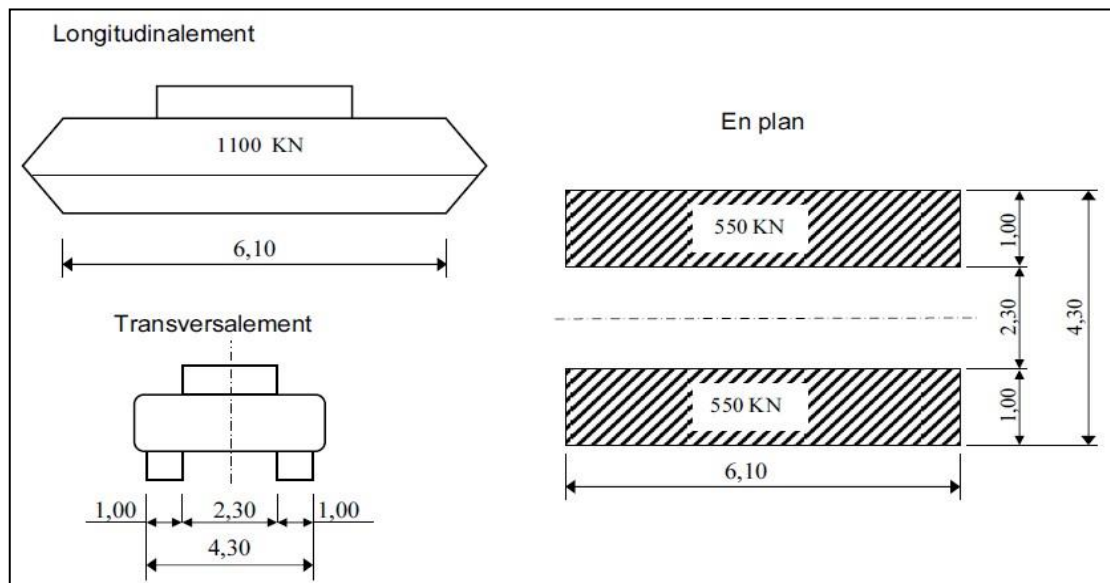 Longitudinalement
1100 KN
6,10
Transversalement
1,00
2,30
1,00
4,30
En plan
550 KN
1,00
2,30
4,30
550 KN
1,00
6,10